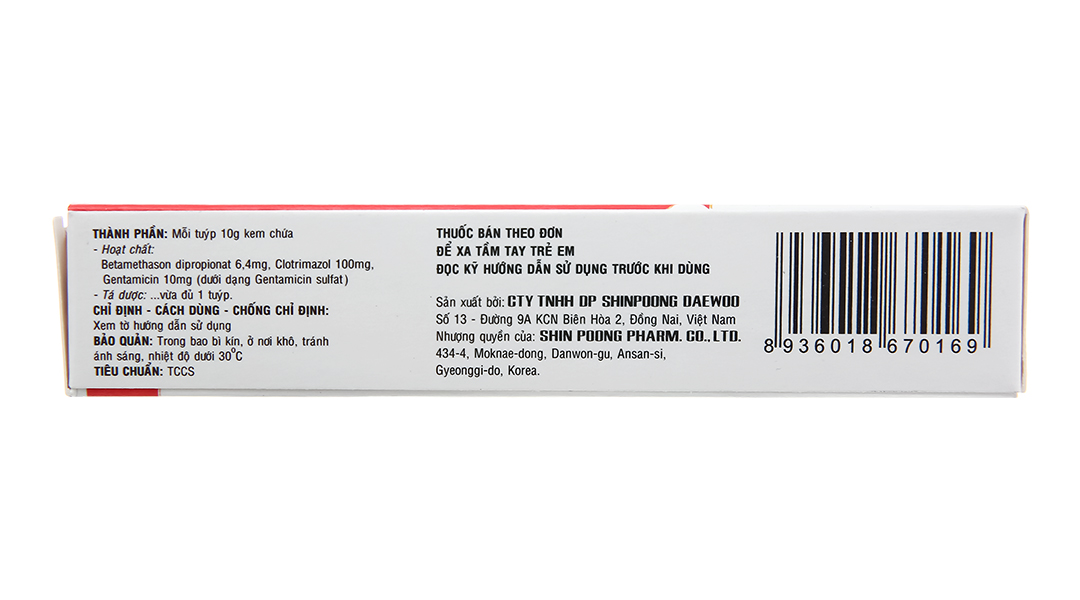 THÀNH PHẦN: Mỗi tuýp 10g kem chứa
- Hoạt chất:
Betamethason dipropionat 6,4mg, Clotrimazol 100mg,
Gentamicin 10mg (dưới dạng Gentamicin sulfat)
- Tá dược: ...vừa đủ 1 tuýp.
CHỈ ĐỊNH - CÁCH DÙNG - CHỐNG CHỈ ĐỊNH:
Xem tờ hướng dẫn sử dụng
BẢO QUẢN: Trong bao bì kín, ở nơi khô, tránh
ánh sáng, nhiệt độ dưới 30°C
TIÊU CHUẨN: TCCS
THUỐC BÁN THEO ĐƠN
ĐỂ XA TẦM TAY TRẺ EM
ĐỌC KỸ HƯỚNG DẪN SỬ DỤNG TRƯỚC KHI DÙNG
Sản xuất bởi: CTY TNHH DP SHINPOONG DAEWOO
Số 13 - Đường 9A KCN Biên Hòa 2, Đồng Nai, Việt Nam
Nhượng quyền của: SHIN POONG PHARM. CO., LTD.
434-4, Moknae-dong, Danwon-gu, Ansan-si,
Gyeonggi-do, Korea.
8 936018 670169